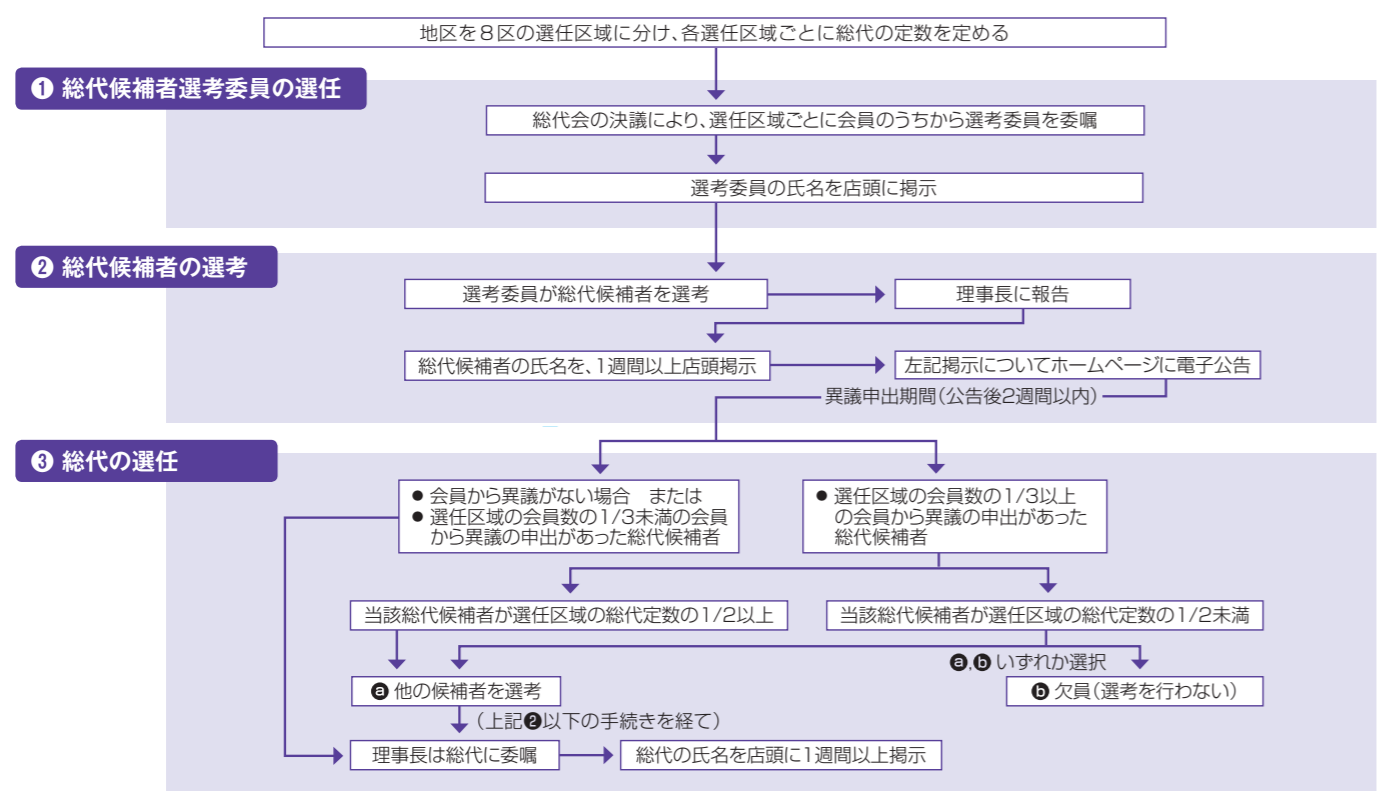 地区を8区の選任区域に分け、各選任区域ごとに総代の定数を定める
❶ 総代候補者選考委員の選任
総代会の決議により、選任区域ごとに会員のうちから選考委員を委嘱
選考委員の氏名を店頭に掲示
❷ 総代候補者の選考
選考委員が総代候補者を選考
理事長に報告
総代候補者の氏名を、1週間以上店頭掲示
左記掲示についてホームページに電子公告
異議申出期間（公告後2週間以内）
❸ 総代の選任
● 会員から異議がない場合　または
● 選任区域の会員数の1/3未満の会員
から異議の申出があった総代候補者
● 選任区域の会員数の1/3以上
の会員から異議の申出があった
総代候補者
当該総代候補者が選任区域の総代定数の1/2以上
当該総代候補者が選任区域の総代定数の1/2未満
ⓐ,ⓑ いずれか選択
ⓐ 他の候補者を選考
ⓑ 欠員（選考を行わない）
（上記❷以下の手続きを経て）
理事長は総代に委嘱
総代の氏名を店頭に1週間以上掲示